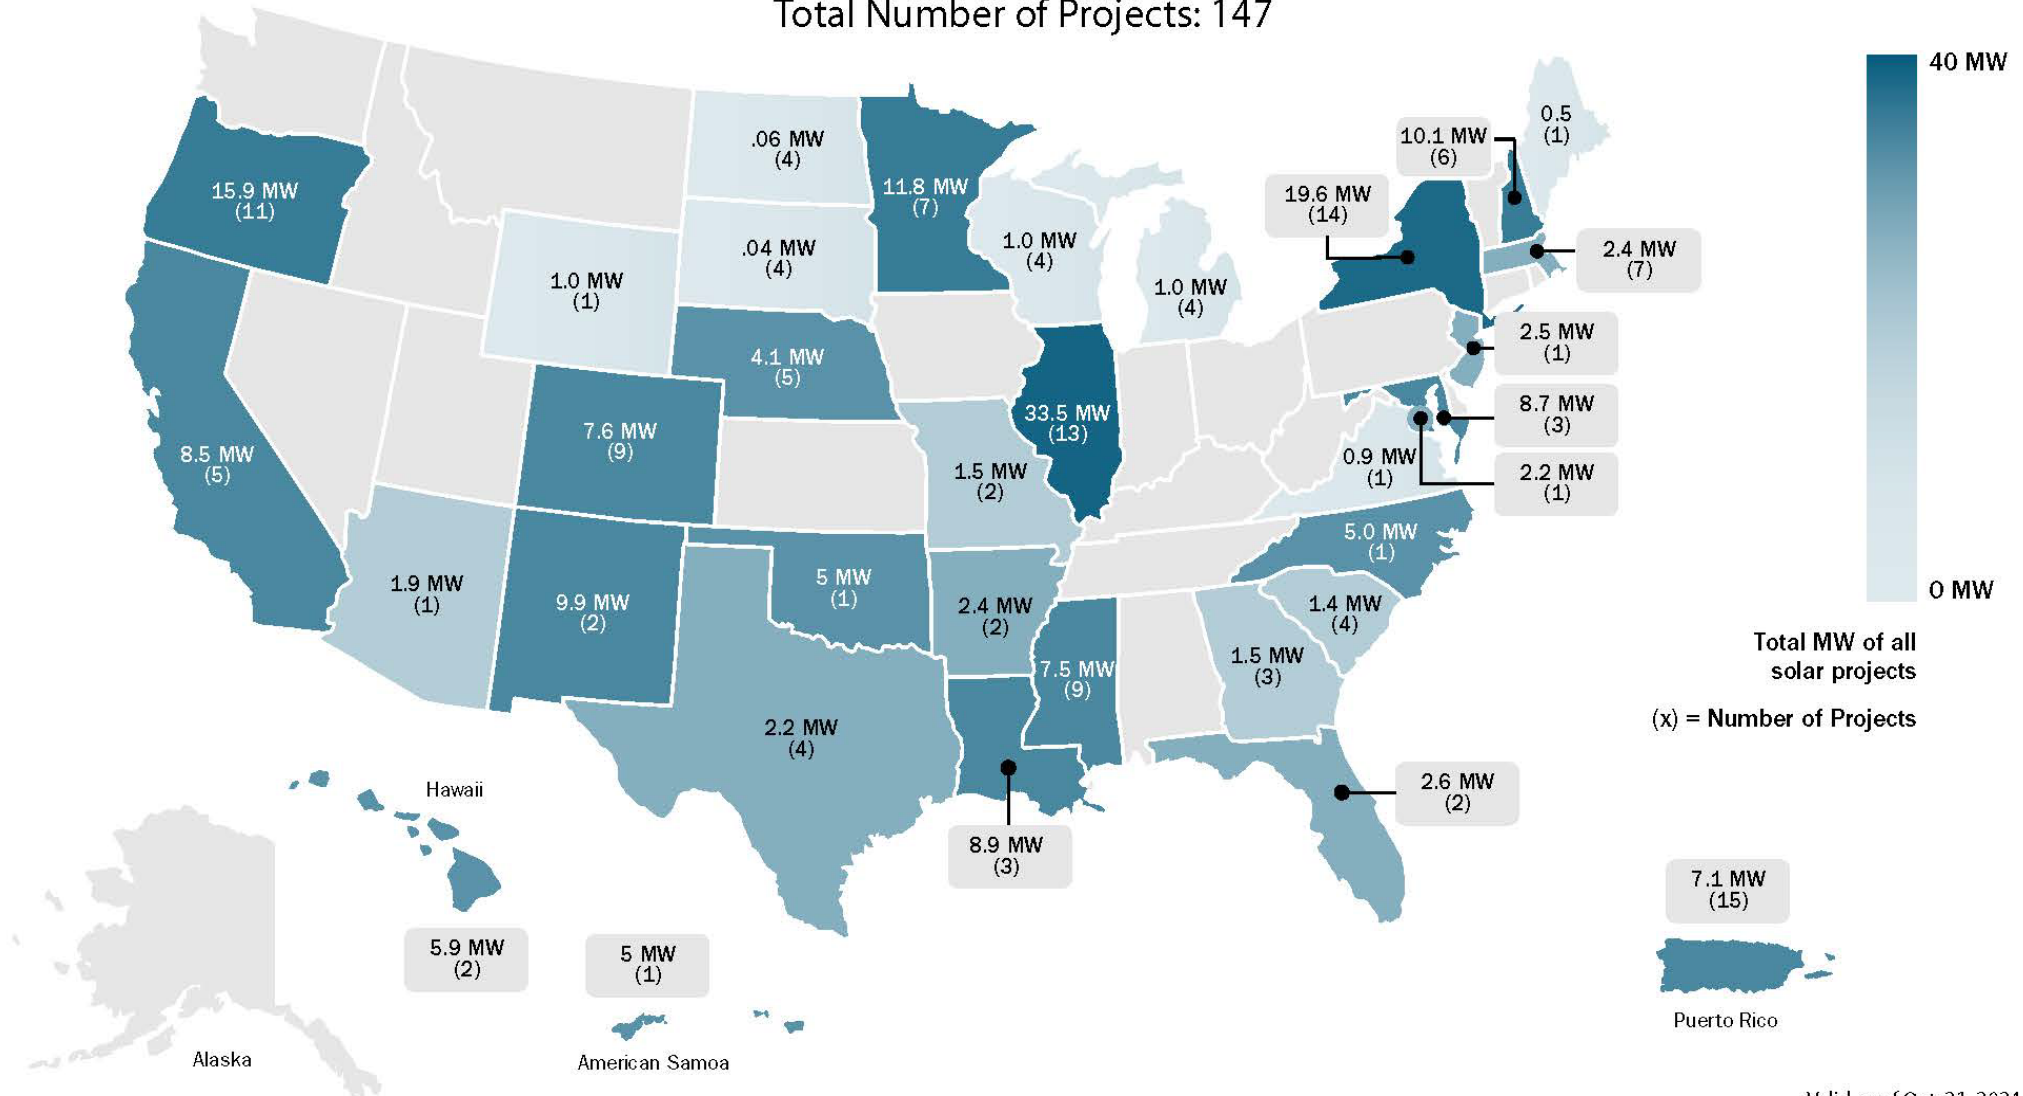 Total Number of Projects: 147
40 MW
0.5
(1)
10.1 MW
(6)
.06 MW
(4)
15.9 MW
(11)
11.8 MW
(7)
19.6 MW
(14)
.04 MW
(4)
1.0 MW
(4)
2.4 MW
(7)
1.0 MW
(1)
1.0 MW
(4)
2.5 MW
(1)
4.1 MW
(5)
8.7 MW
(3)
33.5 MW
(13)
7.6 MW
(9)
8.5 MW
(5)
0.9 MW
(1)
1.5 MW
(2)
2.2 MW
(1)
5.0 MW
(1)
1.9 MW
(1)
9.9 MW
(2)
5 MW
(1)
2.4 MW
(2)
1.4 MW
(4)
0 MW
Total MW of all
solar projects
7.5 MW
(9)
1.5 MW
(3)
(x) = Number of Projects
2.2 MW
(4)
Hawaii
2.6 MW
(2)
8.9 MW
(3)
7.1 MW
(15)
5.9 MW
(2)
5 MW
(1)
Puerto Rico
Alaska
American Samoa